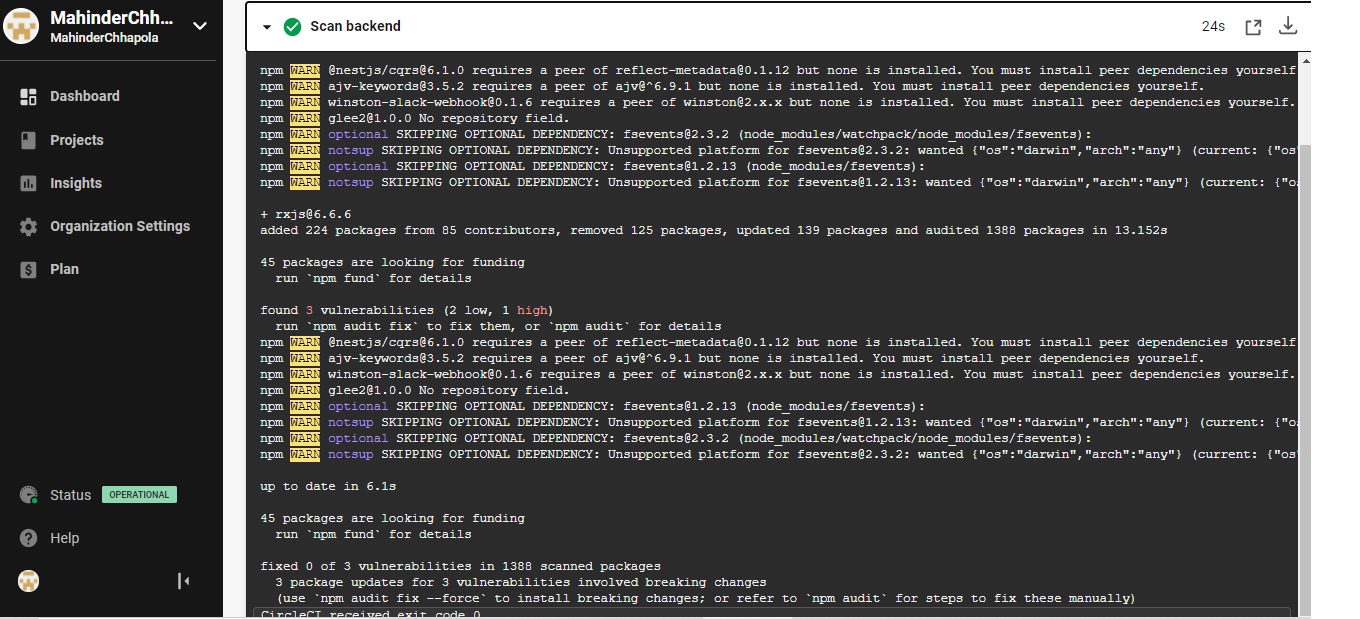 MahinderChh...
MahinderChhapola
Dashboard
Projects
Insights
Organization Settings
$ Plan
Status OPERATIONAL
? Help
Scan backend 24s
npm WARN @nestjs/cqrs@6.1.0 requires a peer of reflect-metadata@0.1.12 but none is installed. You must install peer dependencies yourself
npm WARN ajv-keywords@3.5.2 requires a peer of ajv@^6.9.1 but none is installed. You must install peer dependencies yourself.
npm WARN winston-slack-webhook@0.1.6 requires a peer of winston@2.x.x but none is installed. You must install peer dependencies yourself.
npm WARN glee2@1.0.0 No repository field.
npm WARN optional SKIPPING OPTIONAL DEPENDENCY: fsevents@2.3.2 (node_modules/watchpack/node_modules/fsevents):
npm WARN notsup SKIPPING OPTIONAL DEPENDENCY: Unsupported platform for fsevents@2.3.2: wanted {"os":"darwin","arch":"any"} (current: {"os"
npm WARN optional SKIPPING OPTIONAL DEPENDENCY: fsevents@1.2.13 (node_modules/fsevents):
npm WARN notsup SKIPPING OPTIONAL DEPENDENCY: Unsupported platform for fsevents@1.2.13: wanted {"os":"darwin","arch":"any"} (current: {"os
+ rxjs@6.6.6
added 224 packages from 85 contributors, removed 125 packages, updated 139 packages and audited 1388 packages in 13.152s
45 packages are looking for funding
run `npm fund` for details
found 3 vulnerabilities (2 low, 1 high)
run `npm audit fix` to fix them, or `npm audit` for details
npm WARN @nestjs/cqrs@6.1.0 requires a peer of reflect-metadata@0.1.12 but none is installed. You must install peer dependencies yourself
npm WARN ajv-keywords@3.5.2 requires a peer of ajv@^6.9.1 but none is installed. You must install peer dependencies yourself.
npm WARN winston-slack-webhook@0.1.6 requires a peer of winston@2.x.x but none is installed. You must install peer dependencies yourself.
npm WARN glee2@1.0.0 No repository field.
npm WARN optional SKIPPING OPTIONAL DEPENDENCY: fsevents@1.2.13 (node_modules/fsevents):
npm WARN notsup SKIPPING OPTIONAL DEPENDENCY: Unsupported platform for fsevents@1.2.13: wanted {"os":"darwin","arch":"any"} (current: {"os
npm WARN optional SKIPPING OPTIONAL DEPENDENCY: fsevents@2.3.2 (node_modules/watchpack/node_modules/fsevents):
npm WARN notsup SKIPPING OPTIONAL DEPENDENCY: Unsupported platform for fsevents@2.3.2: wanted {"os":"darwin","arch":"any"} (current: {"os"
up to date in 6.1s
45 packages are looking for funding
run `npm fund` for details
fixed 0 of 3 vulnerabilities in 1388 scanned packages
3 package updates for 3 vulnerabilities involved breaking changes
(use `npm audit fix --force` to install breaking changes; or refer to `npm audit` for steps to fix these manually)
CircleCI received exit code 0